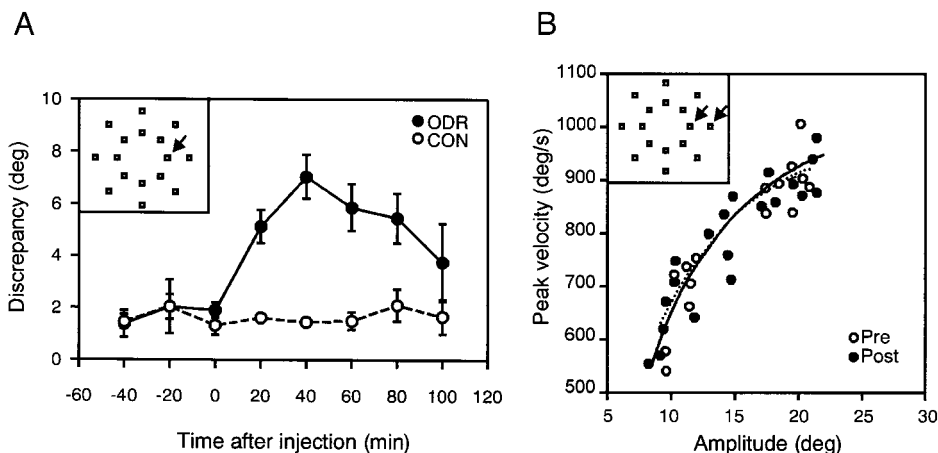 A
10
8
6
4
2
0
Discrepancy (deg)
ODR
CON
-60 -40 -20 0 20 40 60 80 100 120
Time after injection (min)
B
1100
1000
900
800
700
600
500
Peak velocity (deg/s)
Pre
Post
5 10 15 20 25 30
Amplitude (deg)